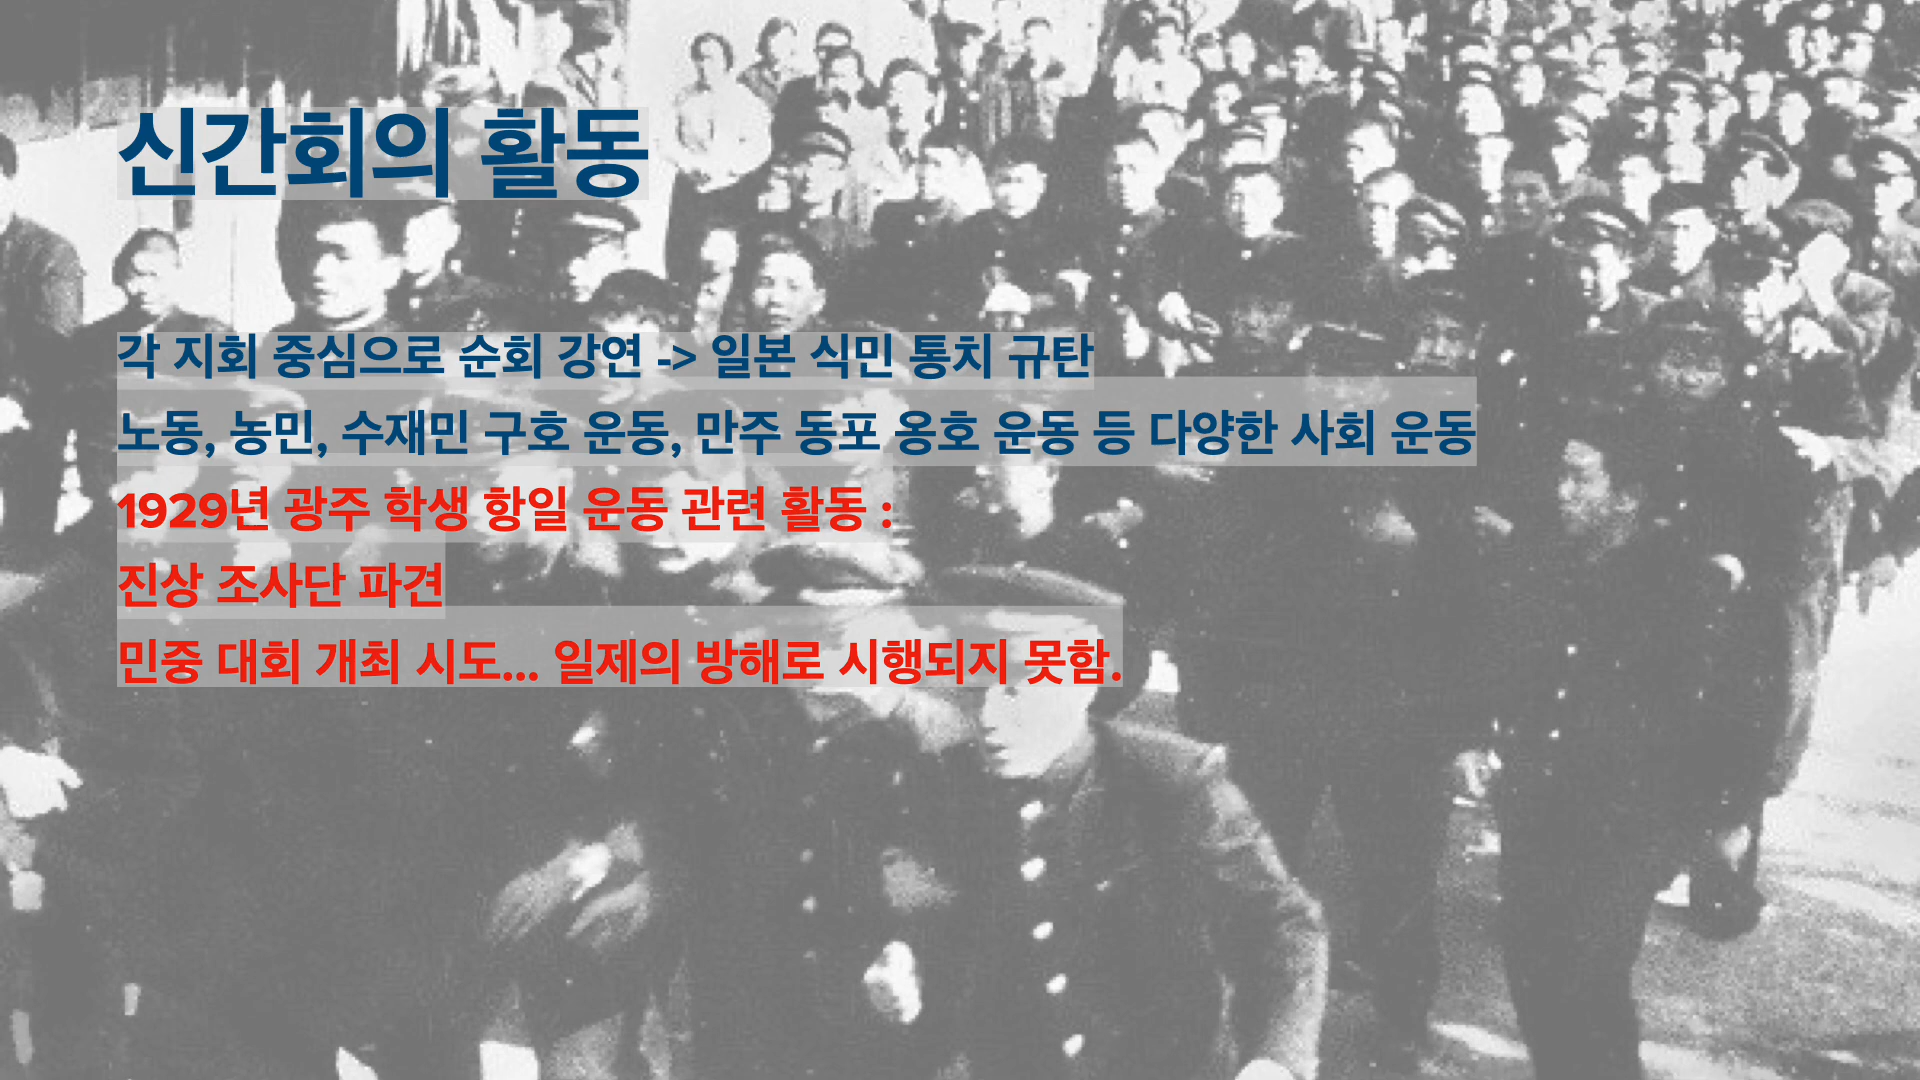 신간회의 활동
각 지회 중심으로 순회 강연 -> 일본 식민 통치 규탄
노동, 농민, 수재민 구호 운동, 만주 동포 옹호 운동 등 다양한 사회 운동
1929년 광주 학생 항일 운동 관련 활동 :
진상 조사단 파견
민중 대회 개최 시도... 일제의 방해로 시행되지 못함.